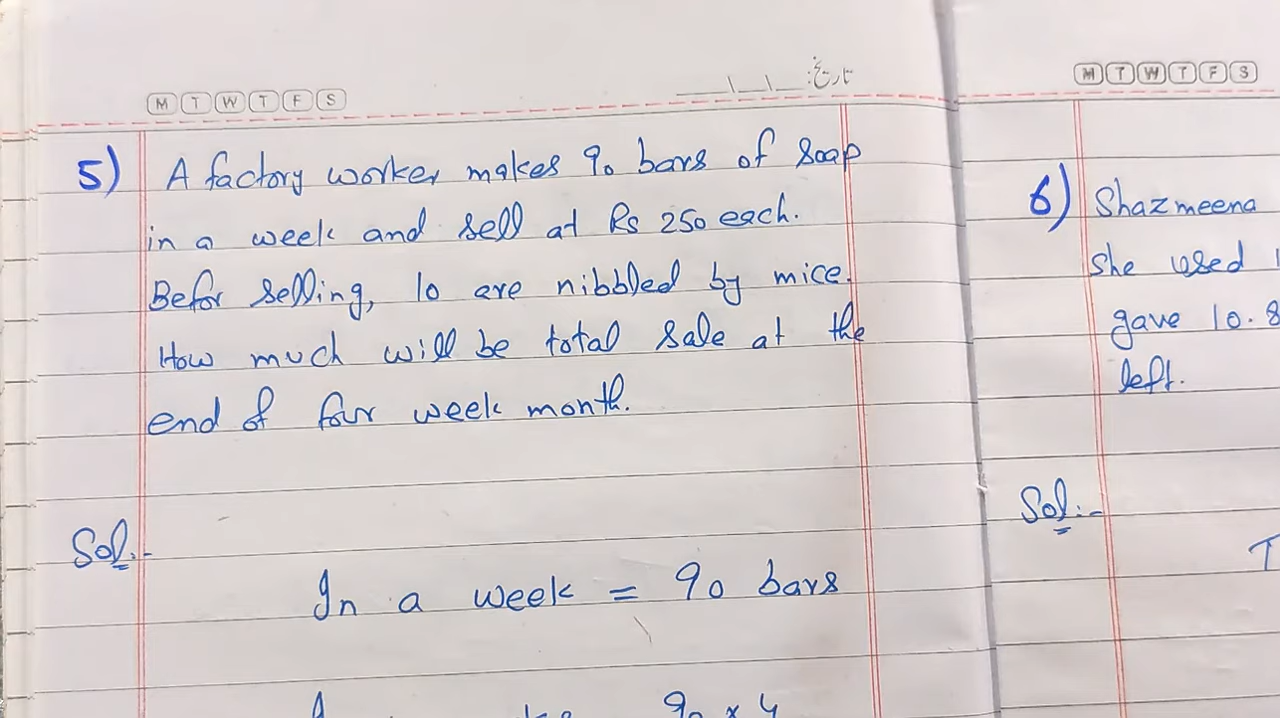 M T W T F S
تاریخ:
5) A factory worker makes 90 bars of soap
in a week and sell at Rs 250 each.
Befor selling, 10 are nibbled by mice.
How much will be total sale at the
end of four week month.
Sol:-
In a week = 90 bars
90 x 4
M T W T F S
6) Shazmeena
she used
gave 10.8
left.
Sol:-